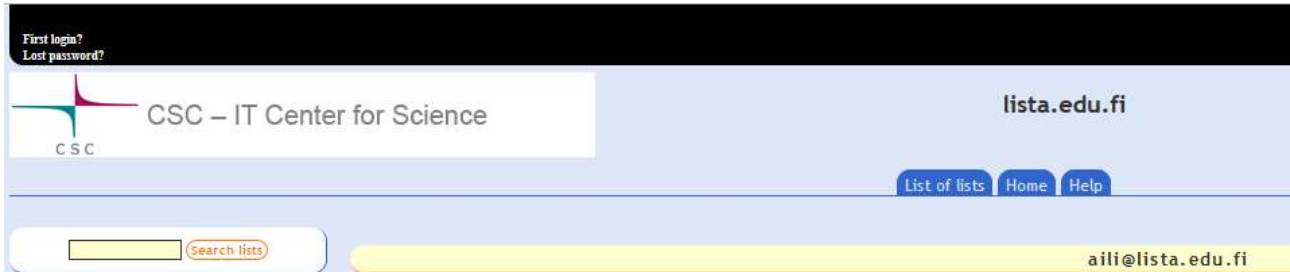 First login?
Lost password?
CSC
CSC – IT Center for Science
lista.edu.fi
List of lists
Home
Help
Search lists
aili@lista.edu.fi